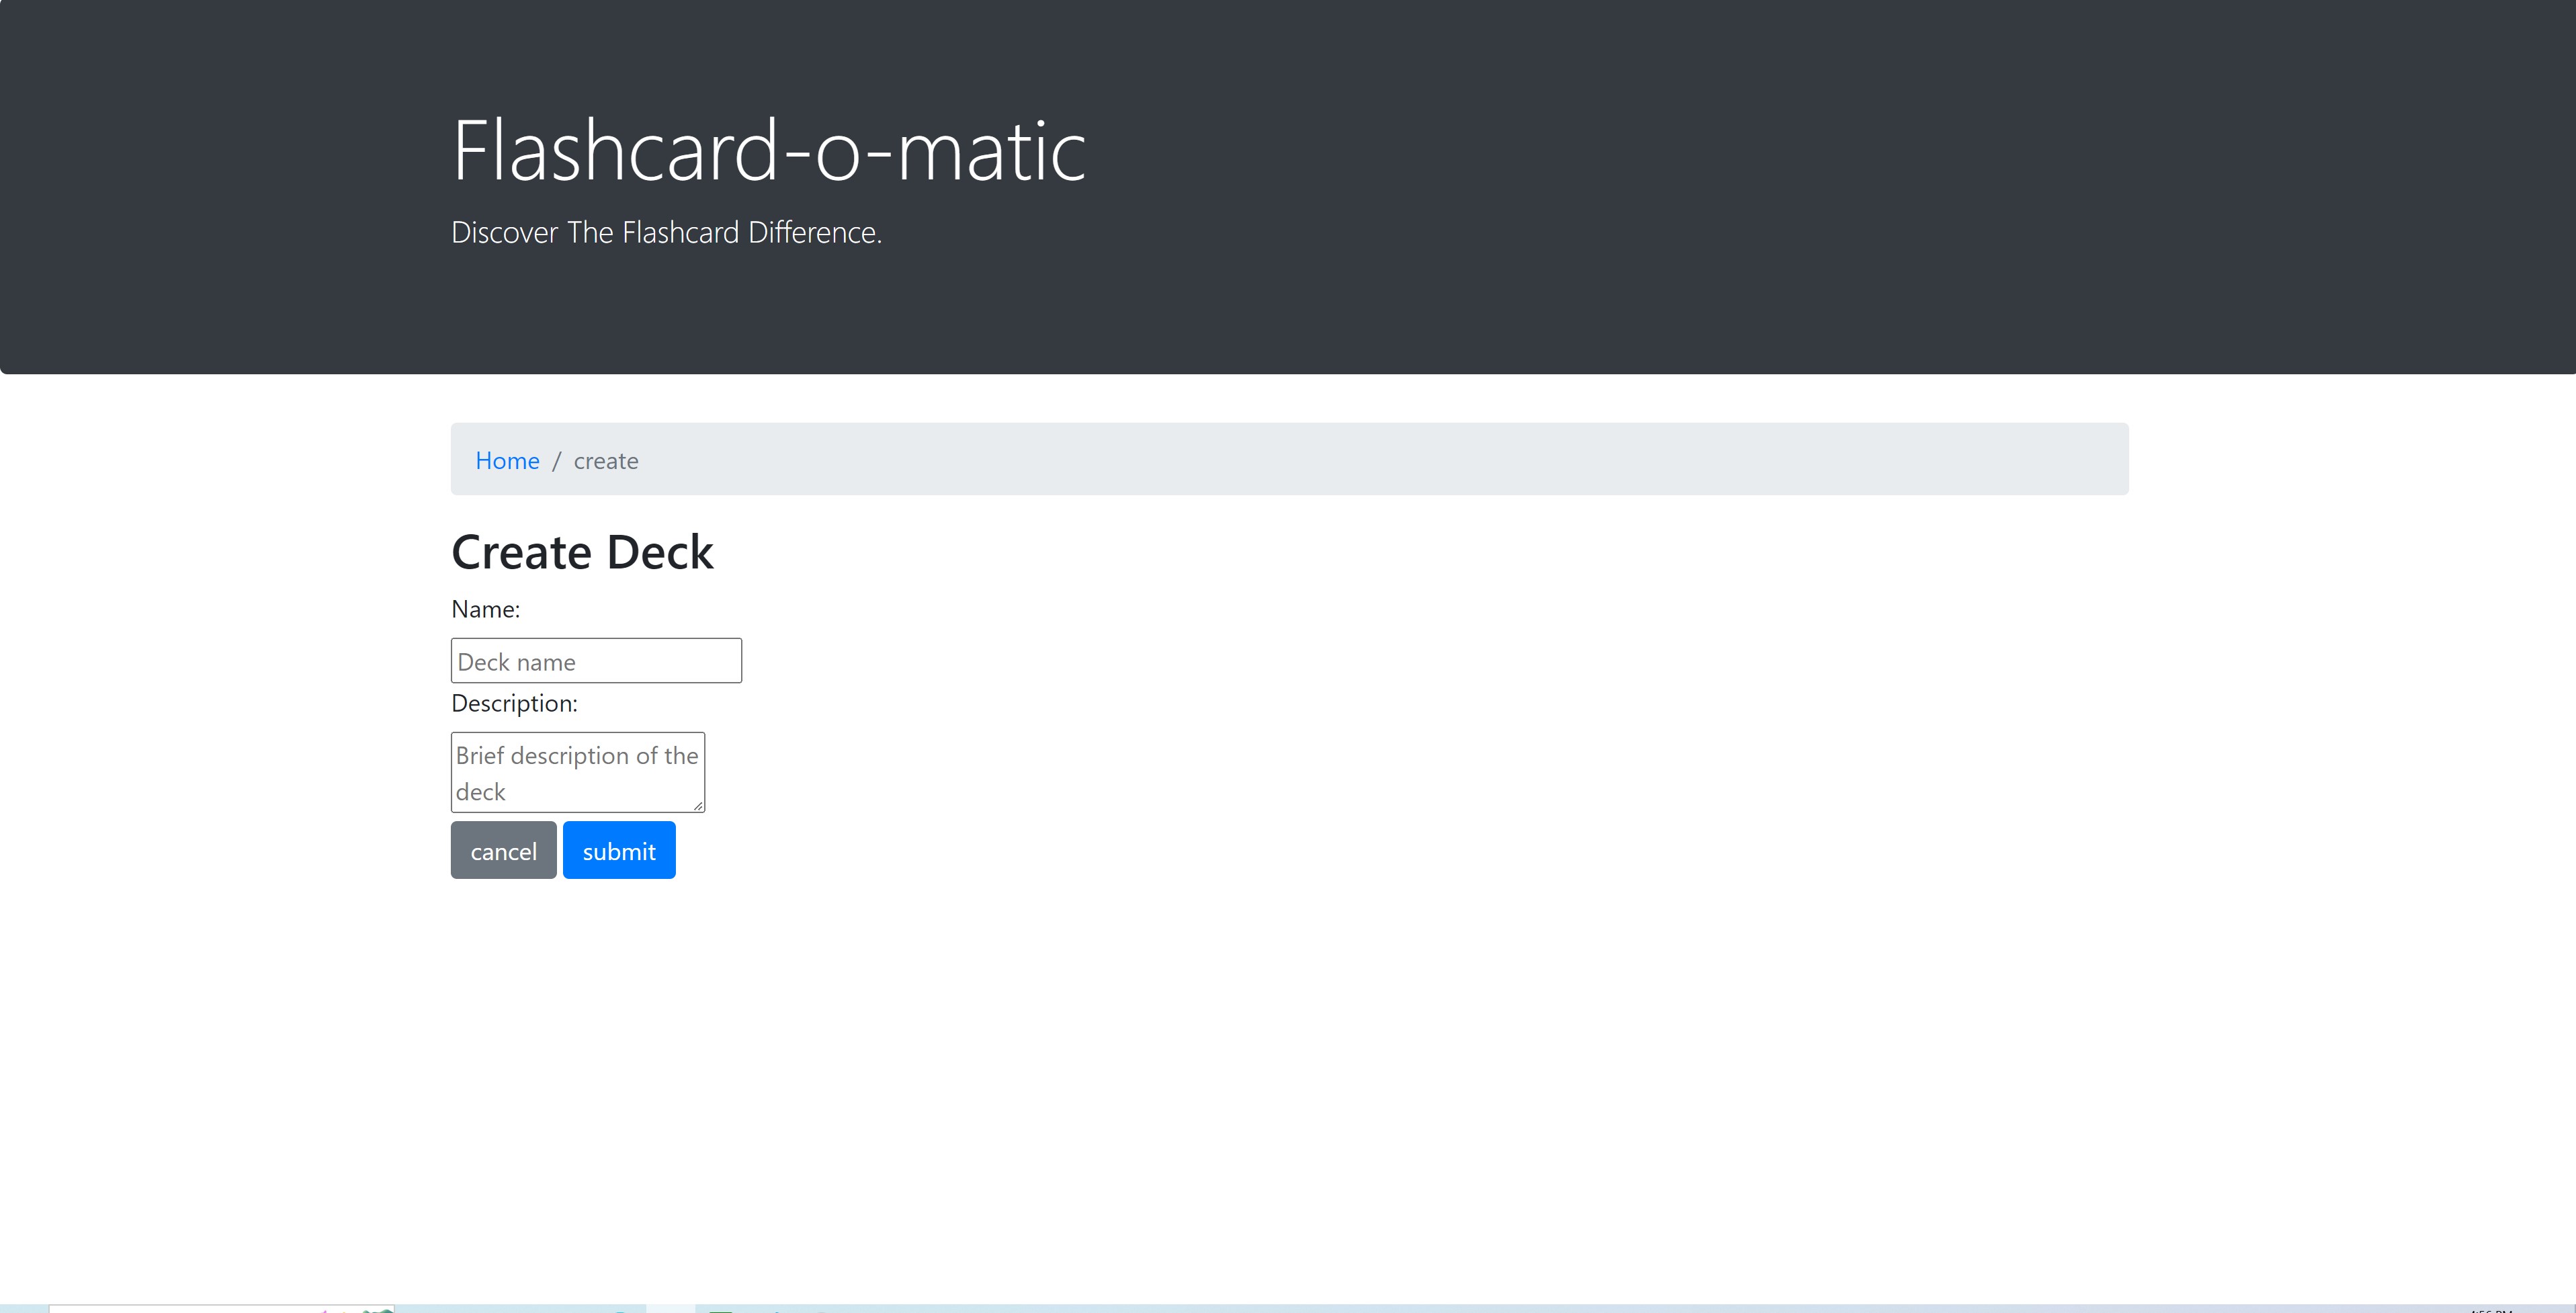 Flashcard-o-matic
Discover The Flashcard Difference.
Home / create
Create Deck
Name:
Deck name
Description:
Brief description of the
deck
cancel submit